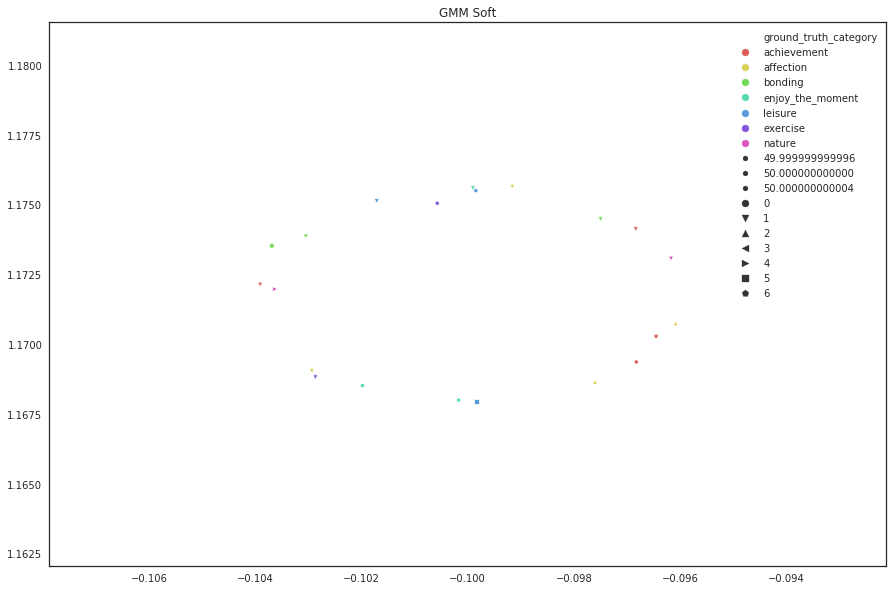 GMM Soft
ground_truth_category
achievement
affection
bonding
enjoy_the_moment
leisure
exercise
nature
49.999999999996
50.000000000000
50.000000000004
0
1
2
3
4
5
6
1.1800
1.1775
1.1750
1.1725
1.1700
1.1675
1.1650
1.1625
−0.106
−0.104
−0.102
−0.100
−0.098
−0.096
−0.094